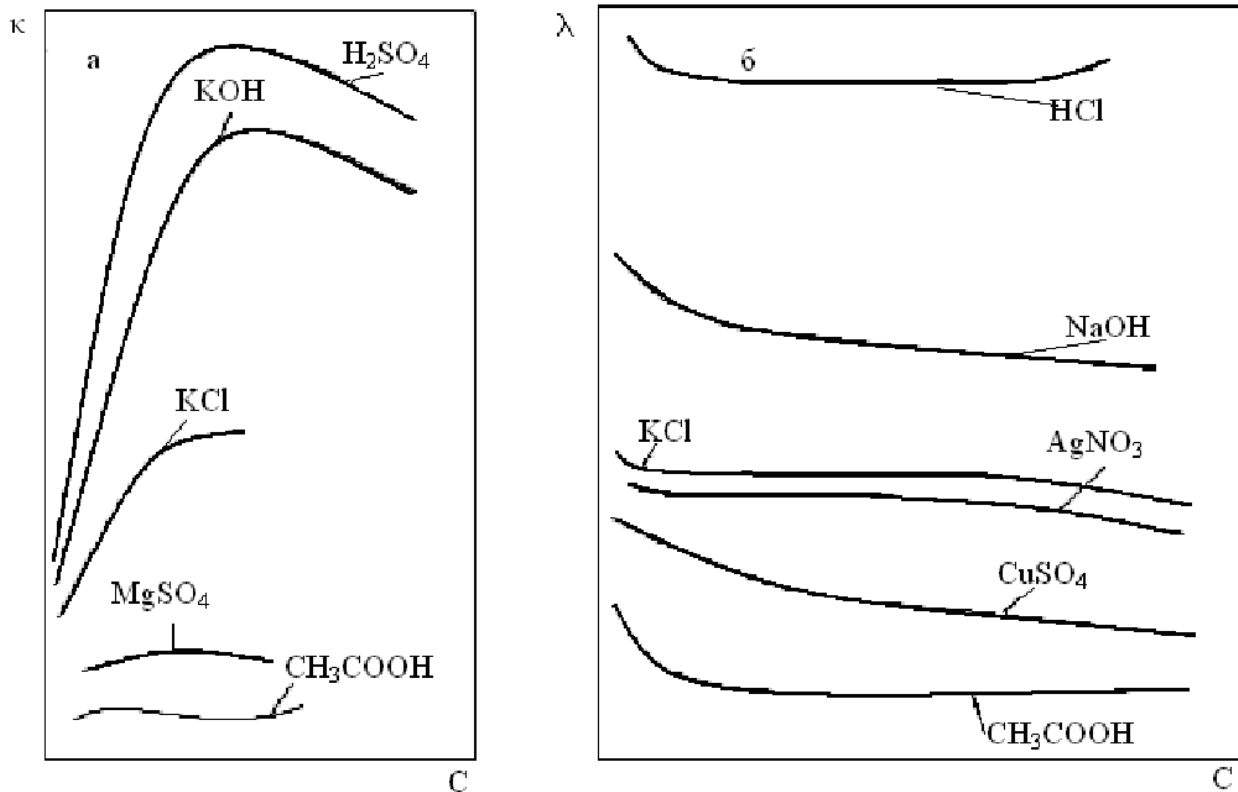 κ
а
H₂SO₄
KOH
KCl
MgSO₄
CH₃COOH
C
λ
б
HCl
NaOH
KCl
AgNO₃
CuSO₄
CH₃COOH
C